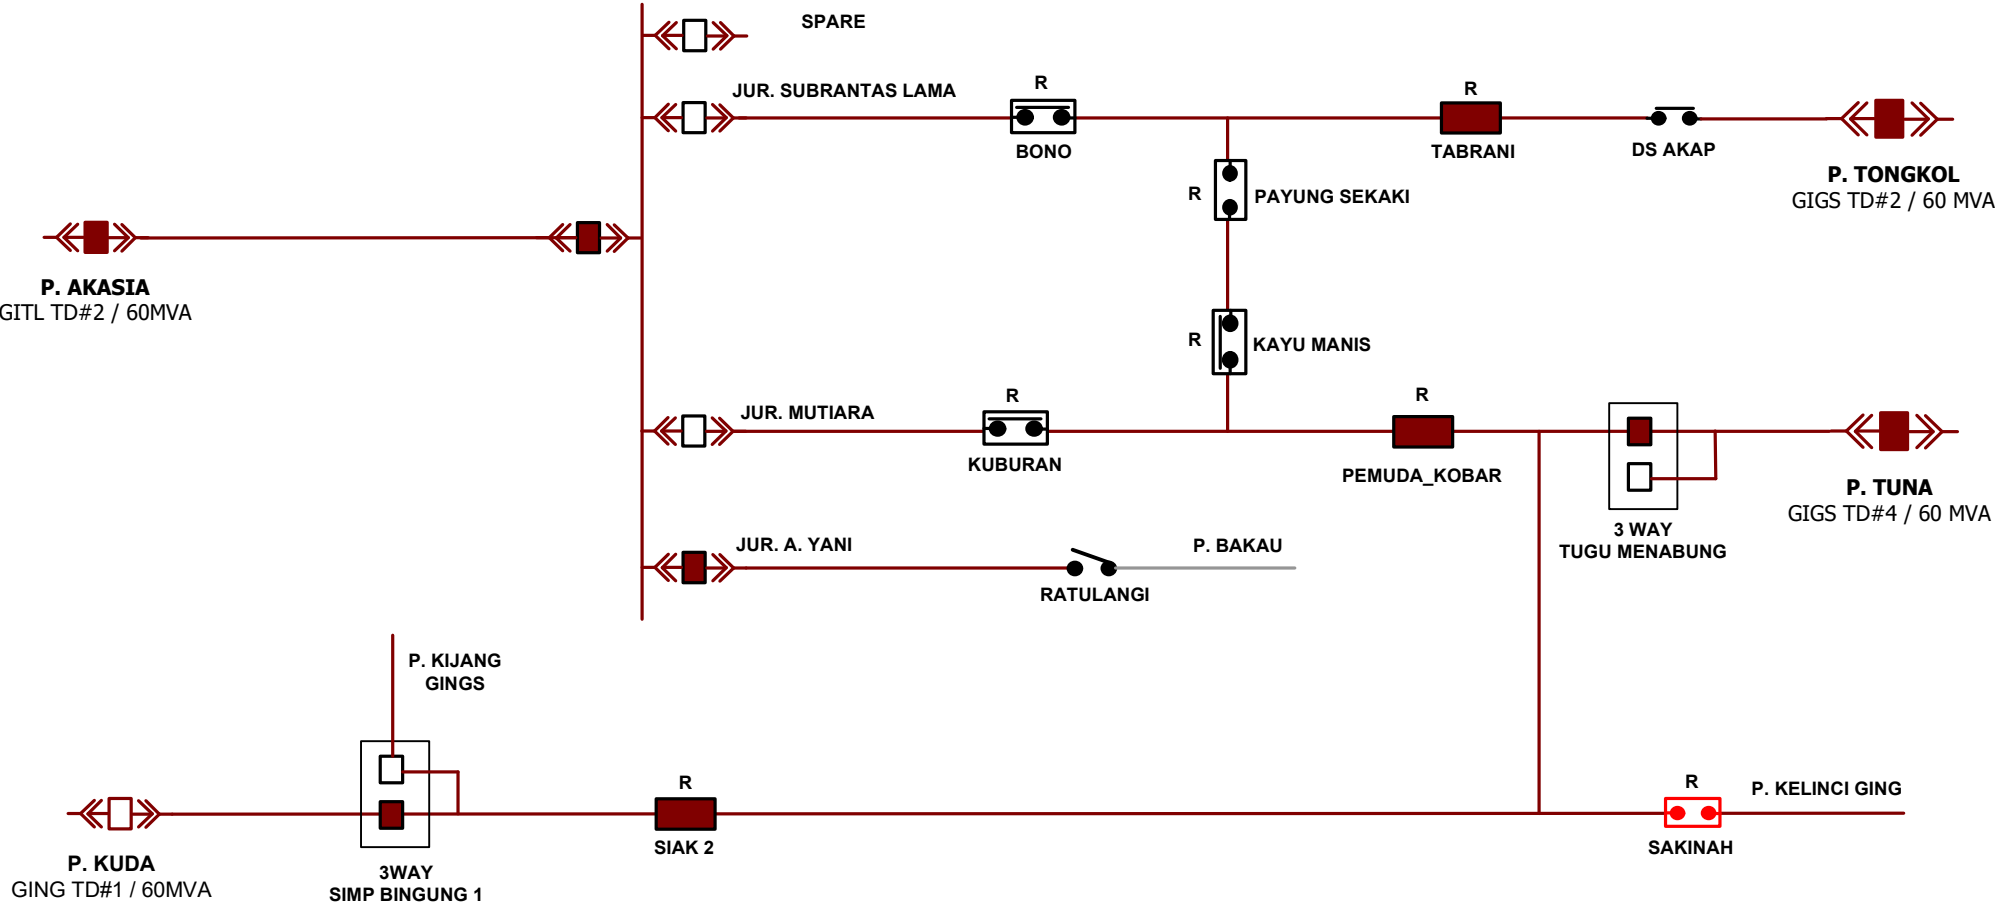 SPARE
JUR. SUBRANTAS LAMA
R
BONO
R
TABRANI
DS AKAP
P. TONGKOL
GIGS TD#2 / 60 MVA
R
PAYUNG SEKAKI
P. AKASIA
GITL TD#2 / 60MVA
R
KAYU MANIS
JUR. MUTIARA
R
KUBURAN
R
PEMUDA_KOBAR
3 WAY
TUGU MENABUNG
P. TUNA
GIGS TD#4 / 60 MVA
JUR. A. YANI
RATULANGI
P. BAKAU
P. KIJANG
GINGS
P. KUDA
GING TD#1 / 60MVA
3WAY
SIMP BINGUNG 1
R
SIAK 2
R
SAKINAH
P. KELINCI GING